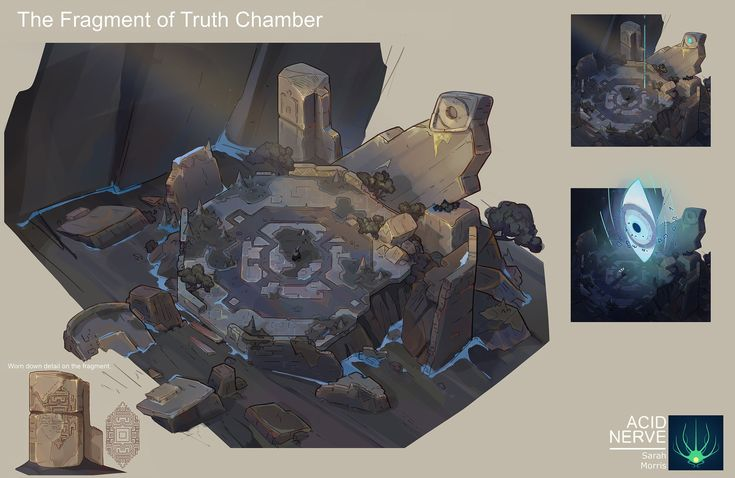 The Fragment of Truth Chamber
Worn down detail on the fragment.
ACID
NERVE
Sarah
Morris